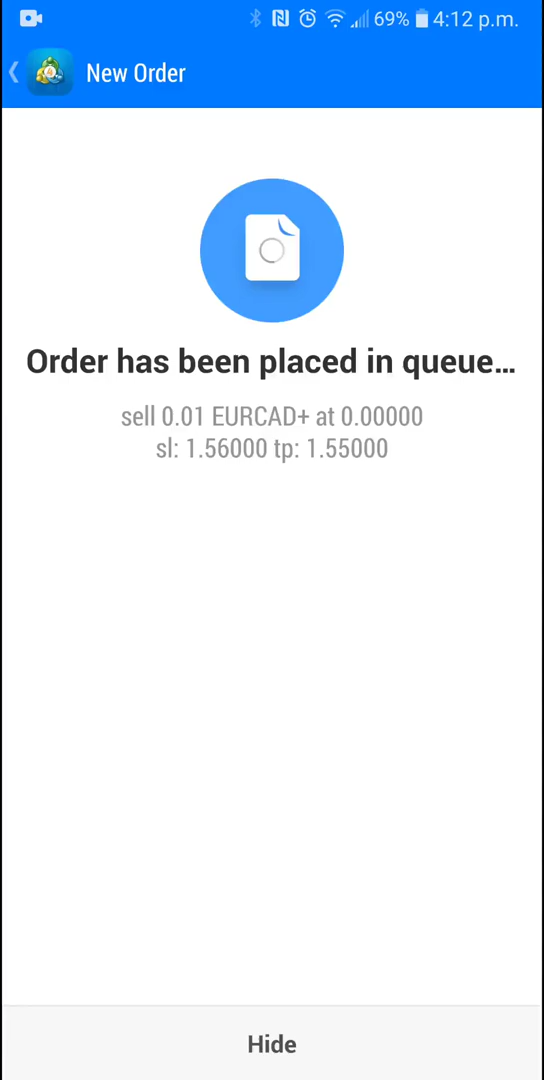 69% 4:12 p.m.
New Order
Order has been placed in queue...
sell 0.01 EURCAD+ at 0.00000
sl: 1.56000 tp: 1.55000
Hide